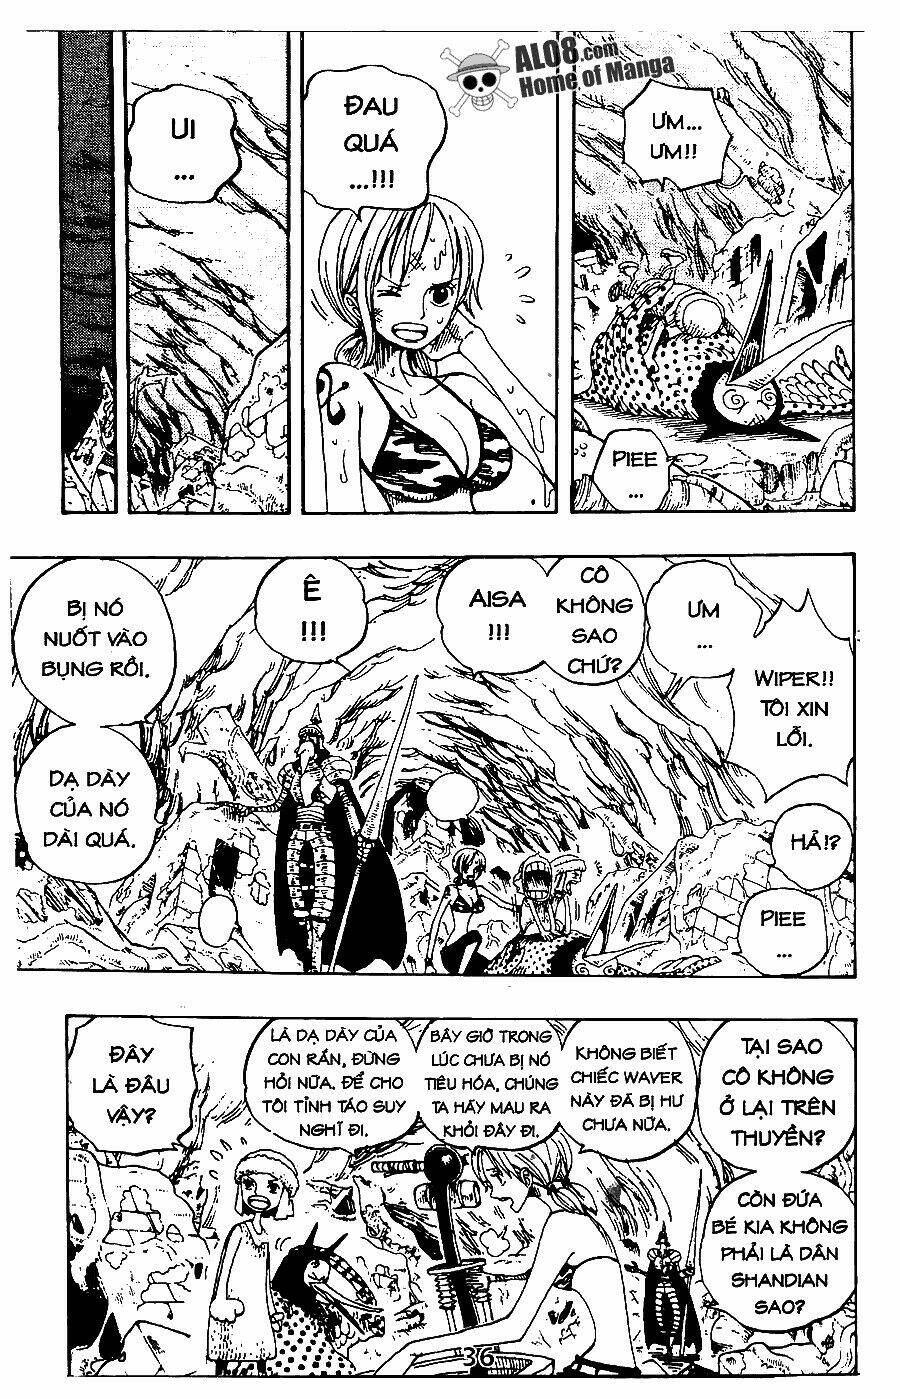 AL08.com
Home of Manga
ƯM...
ƯM!!
PIEE
...
ĐAU
QUÁ
...!!!
UI
...
WIPER!!
TÔI XIN
LỖI.
HẢ!?
PIEE
...
ƯM
...
CÔ
KHÔNG
SAO
CHỨ?
AISA
!!!
Ê
!!!
BỊ NÓ
NUỐT VÀO
BỤNG RỒI.
DẠ DÀY
CỦA NÓ
DÀI QUÁ.
TẠI SAO
CÔ KHÔNG
Ở LẠI TRÊN
THUYỀN?
CÒN ĐỨA
BÉ KIA KHÔNG
PHẢI LÀ DÂN
SHANDIAN
SAO?
KHÔNG BIẾT
CHIẾC WAVER
NÀY ĐÃ BỊ HƯ
CHƯA NỮA.
BÂY GIỜ TRONG
LÚC CHƯA BỊ NÓ
TIÊU HÓA, CHÚNG
TA HÃY MAU RA
KHỎI ĐÂY ĐI.
LÀ DẠ DÀY CỦA
CON RẮN, ĐỪNG
HỎI NỮA. ĐỂ CHO
TÔI TỈNH TÁO SUY
NGHĨ ĐI.
ĐÂY
LÀ ĐÂU
VẬY?
36